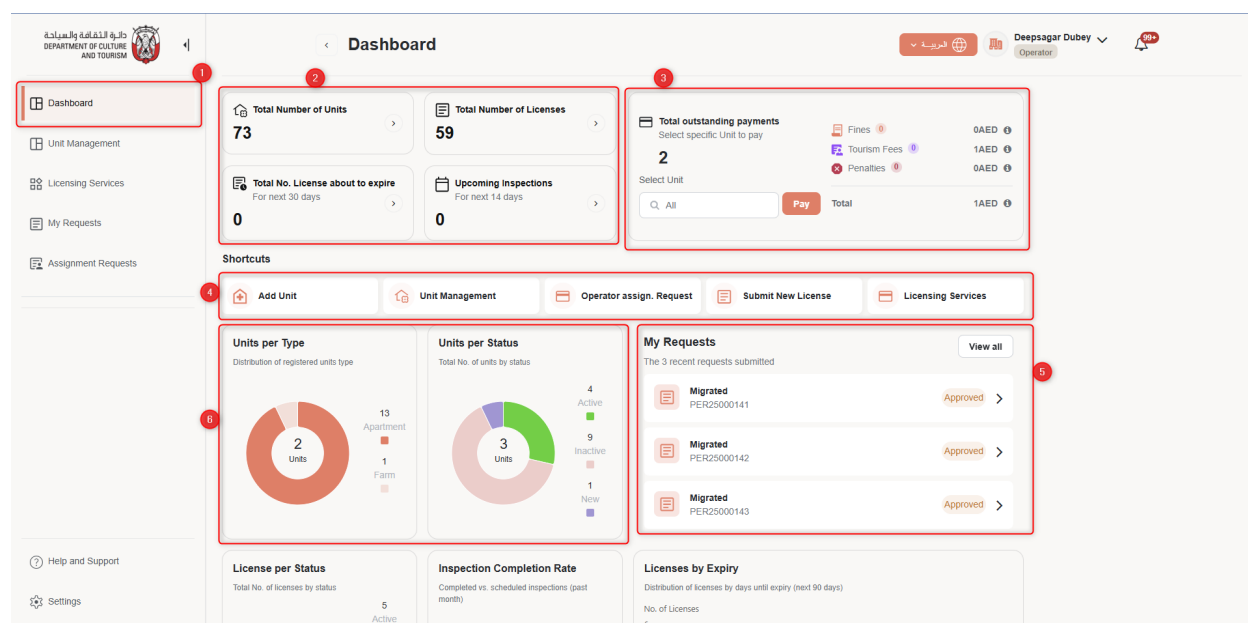 دائرة الثقافة والسياحة
DEPARTMENT OF CULTURE
AND TOURISM
Dashboard
العربية
Deepsagar Dubey
Operator
99+
1
2
3
Dashboard
Unit Management
Licensing Services
My Requests
Assignment Requests
Help and Support
Settings
Total Number of Units
73
Total Number of Licenses
59
Total No. License about to expire
For next 30 days
0
Upcoming Inspections
For next 14 days
0
Total outstanding payments
Select specific Unit to pay
2
Select Unit
All
Pay
Fines 0 0AED
Tourism Fees 0 1AED
Penalties 0 0AED
Total 1AED
Shortcuts
4
Add Unit
Unit Management
Operator assign. Request
Submit New License
Licensing Services
6
Units per Type
Distribution of registered units type
2
Units
13
Apartment
1
Farm
Units per Status
Total No. of units by status
3
Units
4
Active
9
Inactive
1
New
My Requests
View all
The 3 recent requests submitted
5
Migrated
PER25000141
Approved
Migrated
PER25000142
Approved
Migrated
PER25000143
Approved
License per Status
Total No. of licenses by status
5
Active
Inspection Completion Rate
Completed vs. scheduled inspections (past
month)
Licenses by Expiry
Distribution of licenses by days until expiry (next 90 days)
No. of Licenses